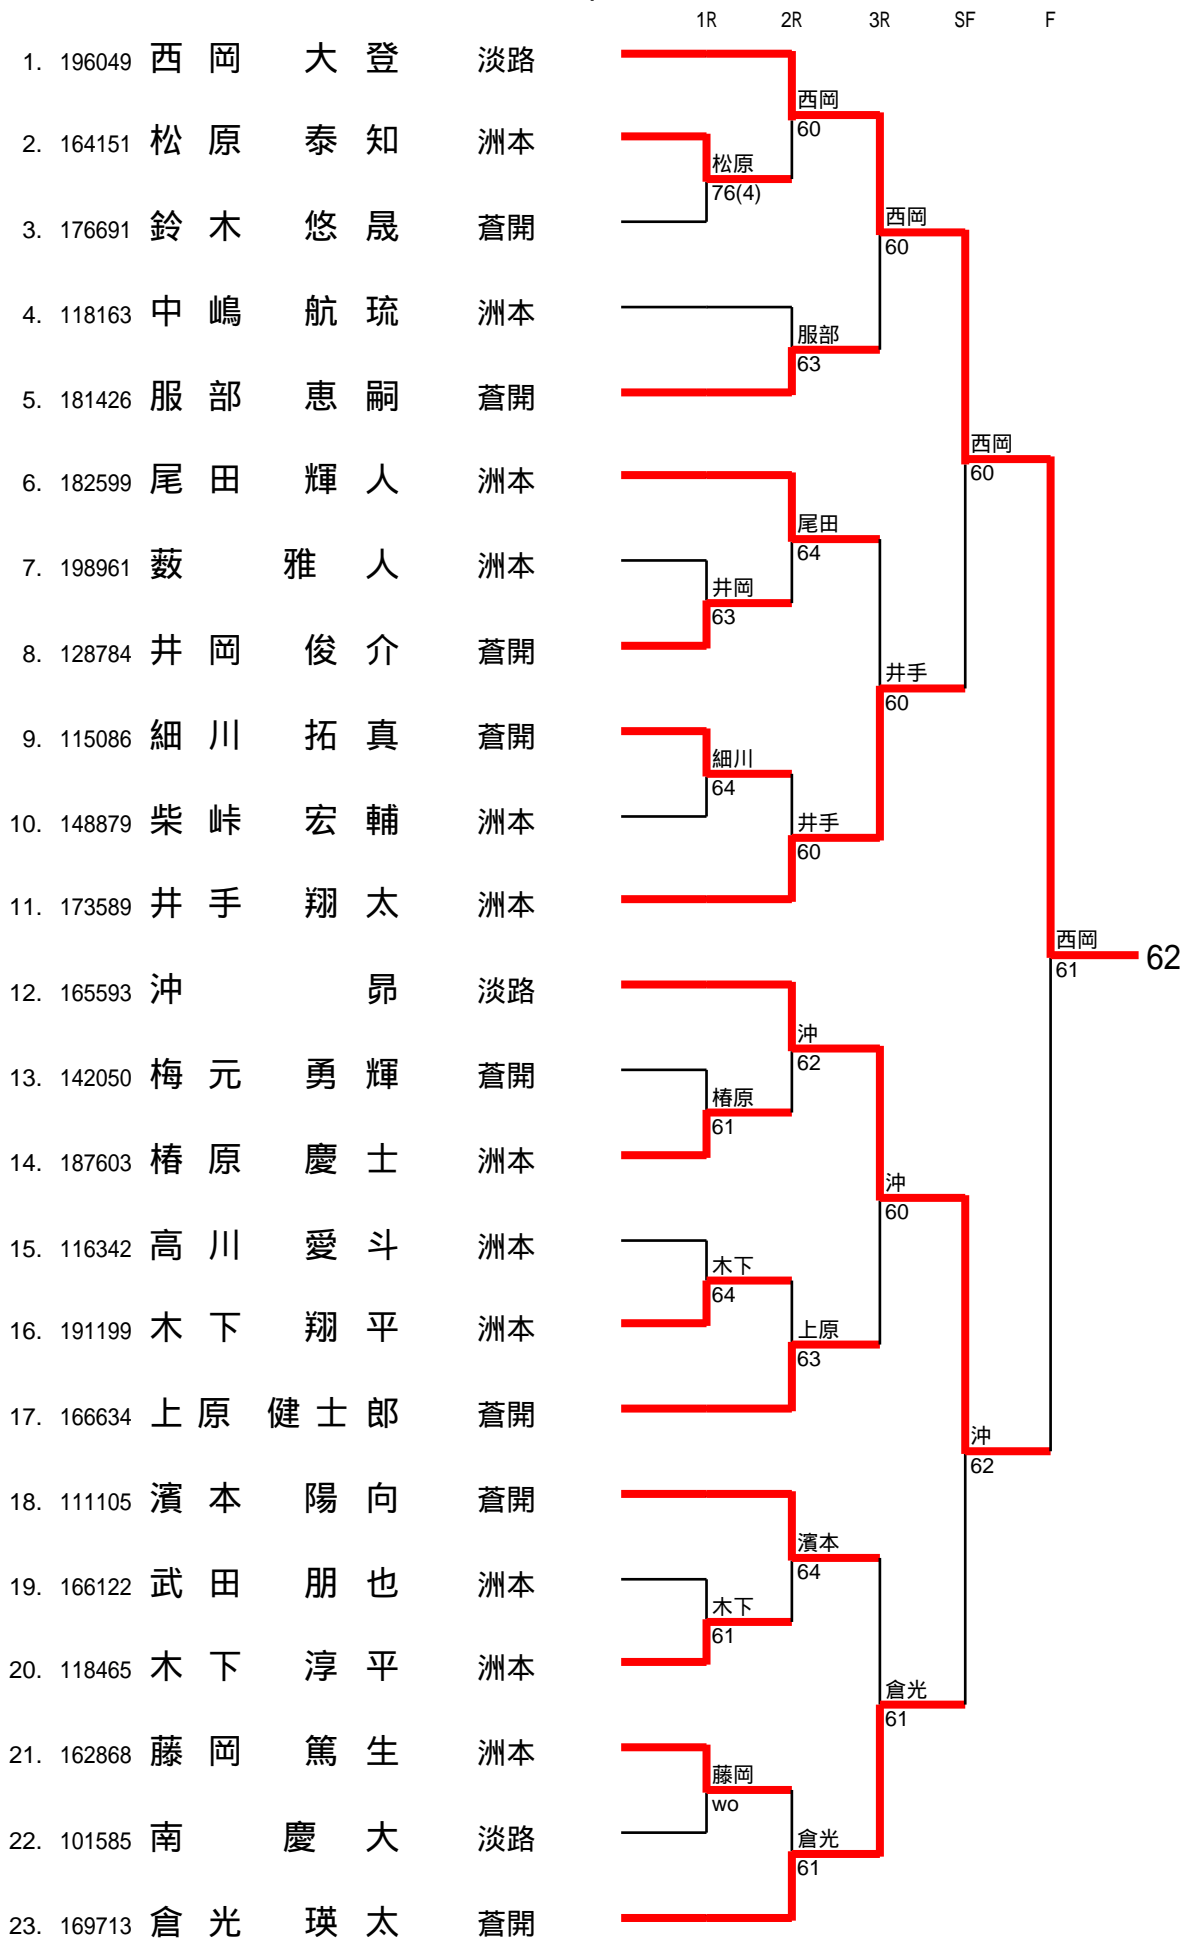 1R 2R 3R SF F
1. 196049 西岡 大登 淡路
西岡
60
2. 164151 松原 泰知 洲本
松原
76(4)
3. 176691 鈴木 悠晟 蒼開
西岡
60
4. 118163 中嶋 航琉 洲本
服部
63
5. 181426 服部 恵嗣 蒼開
西岡
60
6. 182599 尾田 輝人 洲本
尾田
64
7. 198961 薮 雅人 洲本
井岡
63
8. 128784 井岡 俊介 蒼開
井手
60
9. 115086 細川 拓真 蒼開
細川
64
10. 148879 柴峠 宏輔 洲本
井手
60
11. 173589 井手 翔太 洲本
西岡
61
62
12. 165593 沖 昴 淡路
沖
62
13. 142050 梅元 勇輝 蒼開
椿原
61
14. 187603 椿原 慶士 洲本
沖
60
15. 116342 高川 愛斗 洲本
木下
64
16. 191199 木下 翔平 洲本
上原
63
17. 166634 上原 健士郎 蒼開
沖
62
18. 111105 濱本 陽向 蒼開
濱本
64
19. 166122 武田 朋也 洲本
木下
61
20. 118465 木下 淳平 洲本
倉光
61
21. 162868 藤岡 篤生 洲本
藤岡
wo
22. 101585 南 慶大 淡路
倉光
61
23. 169713 倉光 瑛太 蒼開